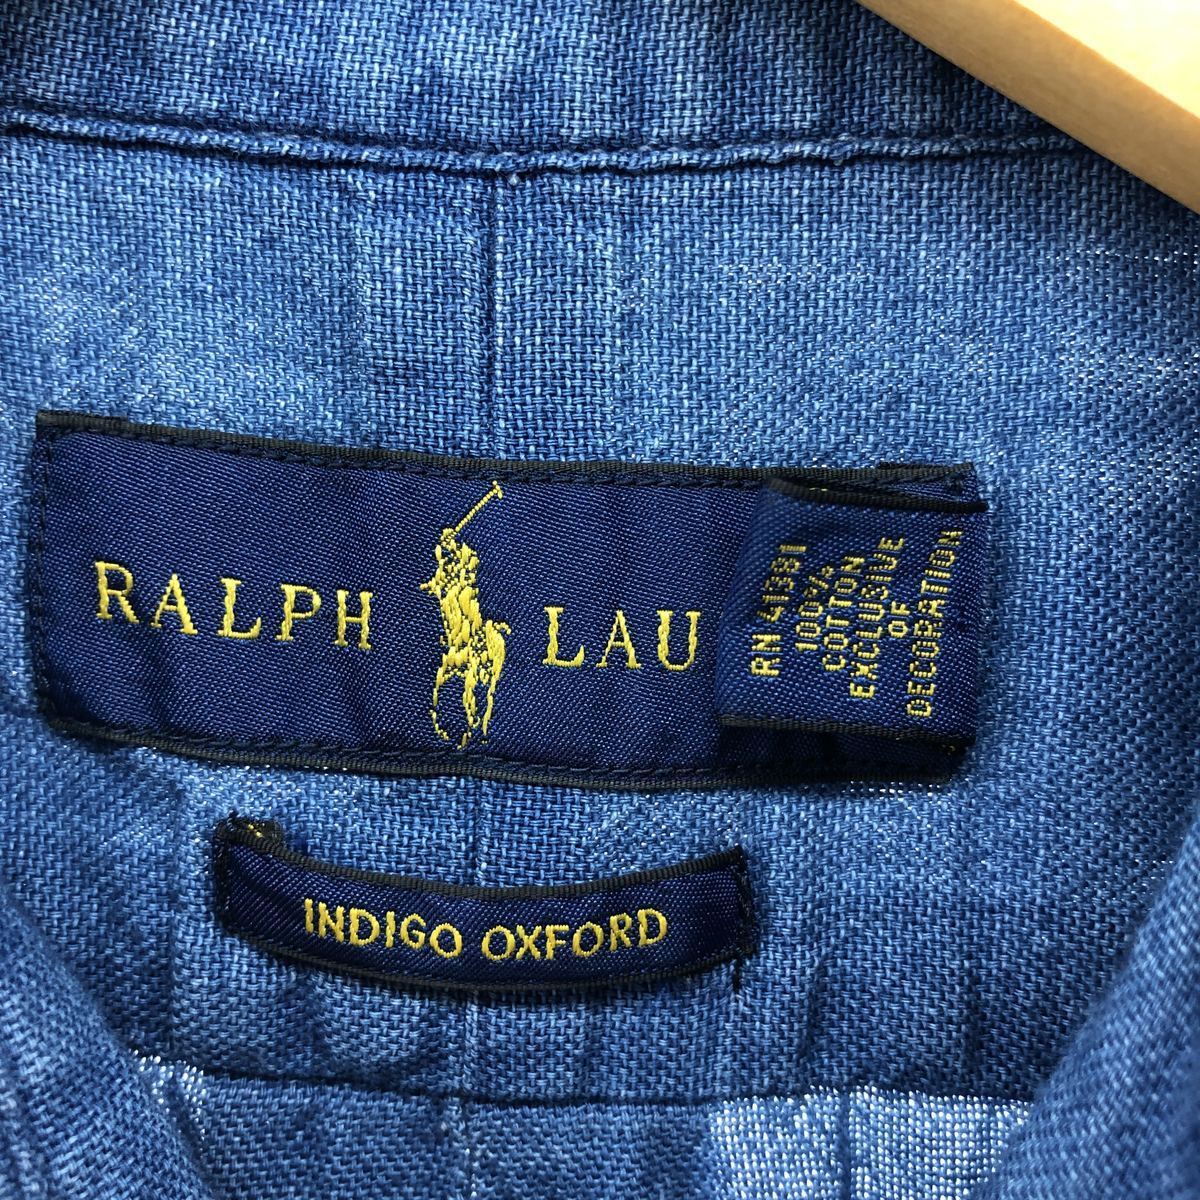 RALPH LAU
RN 41381
100%
COTTON
EXCLUSIVE
OF
DECORATION
INDIGO OXFORD